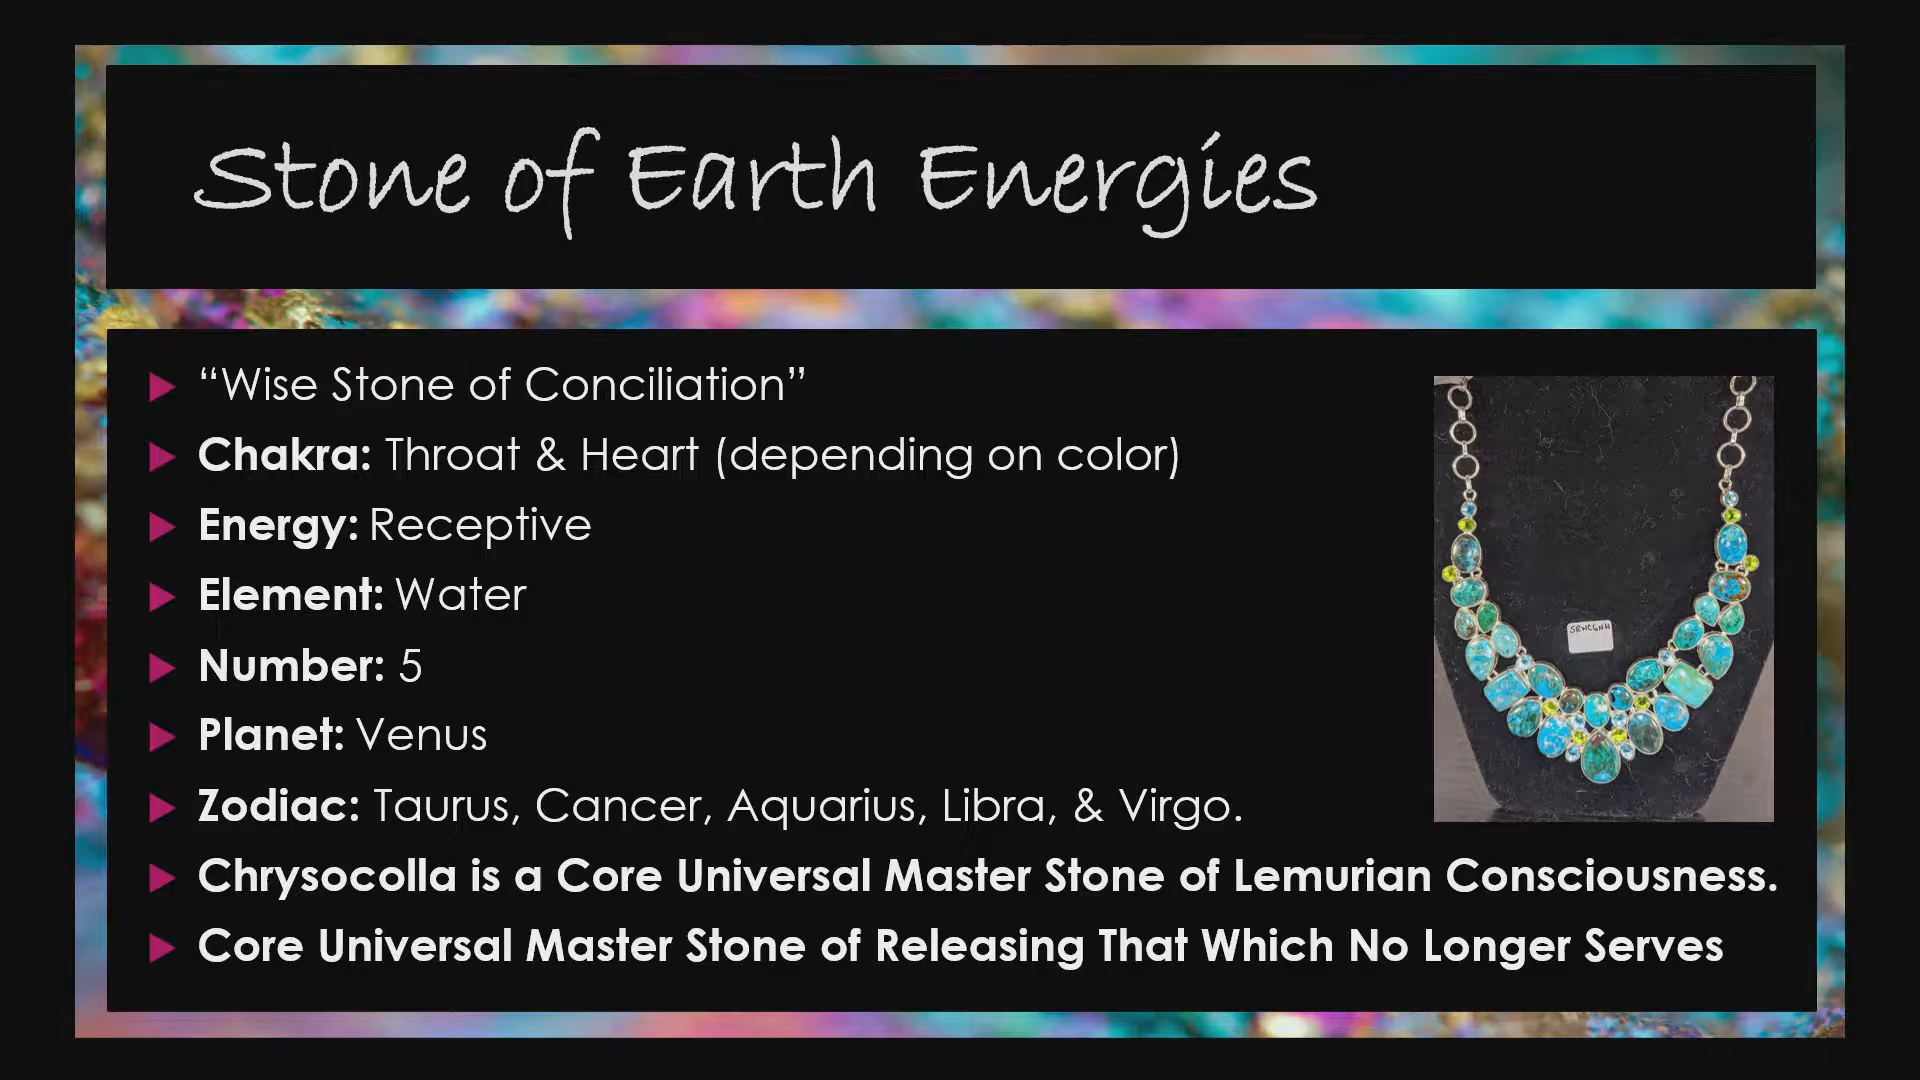 Stone of Earth Energies
“Wise Stone of Conciliation”
Chakra: Throat & Heart (depending on color)
Energy: Receptive
Element: Water
Number: 5
Planet: Venus
Zodiac: Taurus, Cancer, Aquarius, Libra, & Virgo.
Chrysocolla is a Core Universal Master Stone of Lemurian Consciousness.
Core Universal Master Stone of Releasing That Which No Longer Serves